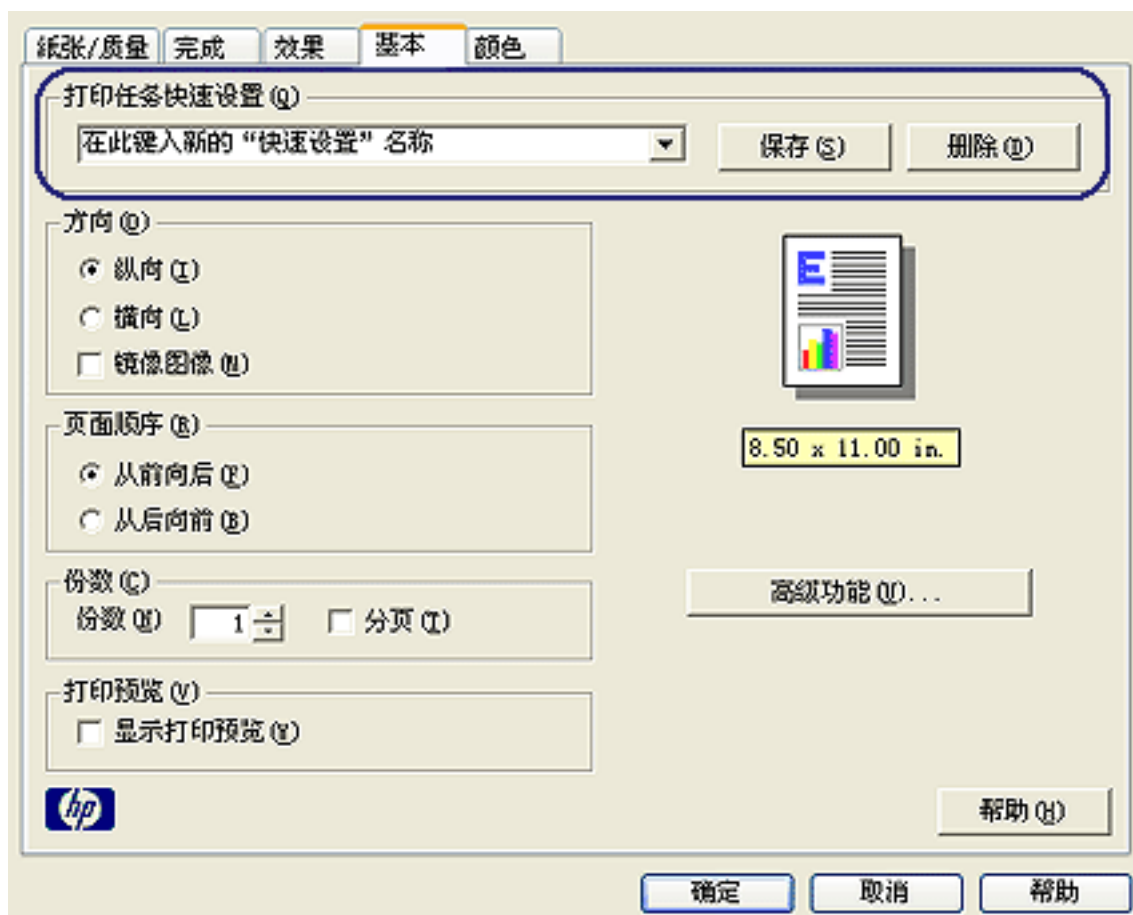 纸张/质量 完成 效果 基本 颜色
打印任务快速设置(Q)
在此键入新的“快速设置”名称 保存(S) 删除(D)
方向(O)
纵向(I)
横向(L)
镜像图像(N)
E
8.50 x 11.00 in.
页面顺序(R)
从前向后(F)
从后向前(B)
份数(C)
份数(M) 1 分页(T)
高级功能(U)...
打印预览(V)
显示打印预览(Y)
hp
帮助(H)
确定 取消 帮助